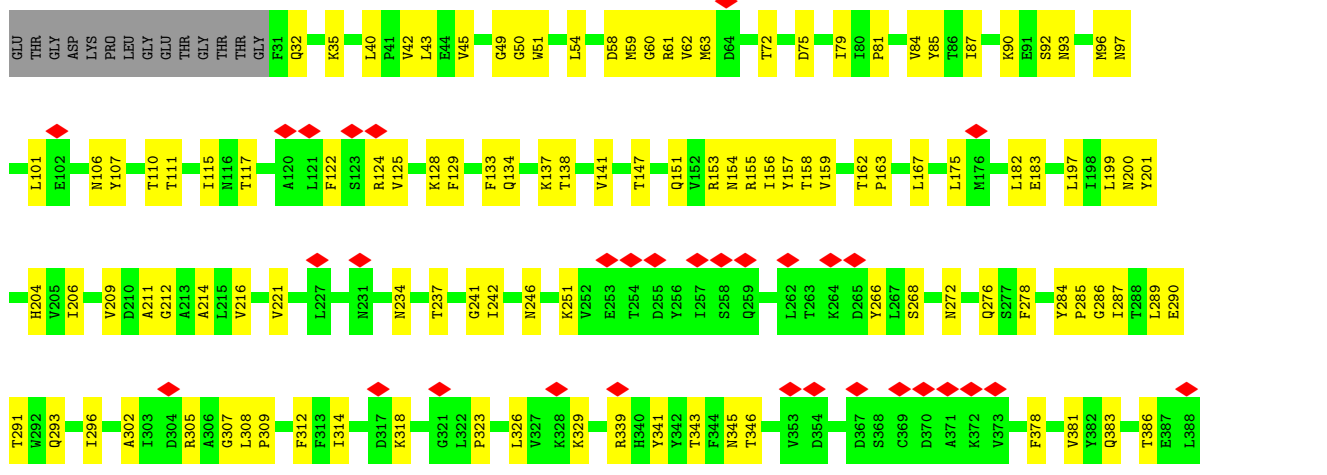 GLU THR GLY ASP LYS PRO LEU GLY GLU THR GLY THR THR GLY F31 Q32 K35 L40 P41 V42 L43 E44 V45 G49 G50 W51 L54 D58 M59 G60 R61 V62 M63 D64 T72 D75 I79 I80 P81 V84 Y85 T86 I87 K90 E91 S92 N93 M96 N97
L101 E102 N106 Y107 T110 T111 I115 N116 T117 A120 L121 F122 S123 R124 V125 K128 F129 F133 Q134 K137 T138 V141 T147 Q151 V152 R153 N154 R155 I156 Y157 T158 V159 T162 P163 L167 L175 M176 L182 E183 L197 I198 L199 N200 Y201
H204 V205 I206 V209 D210 A211 G212 A213 A214 L215 V216 V221 L227 N231 N234 T237 G241 I242 N246 K251 V252 E253 T254 D255 Y256 I257 S258 Q259 L262 T263 K264 D265 Y266 L267 S268 N272 Q276 S277 F278 Y284 P285 G286 I287 T288 L289 E290
T291 W292 Q293 I296 A302 I303 D304 R305 A306 G307 L308 P309 F312 F313 I314 D317 K318 G321 L322 P323 L326 V327 K328 K329 R339 H340 Y341 Y342 T343 F344 N345 T346 V353 D354 D367 S368 C369 D370 A371 K372 V373 F378 V381 Y382 Q383 T386 E387 L388